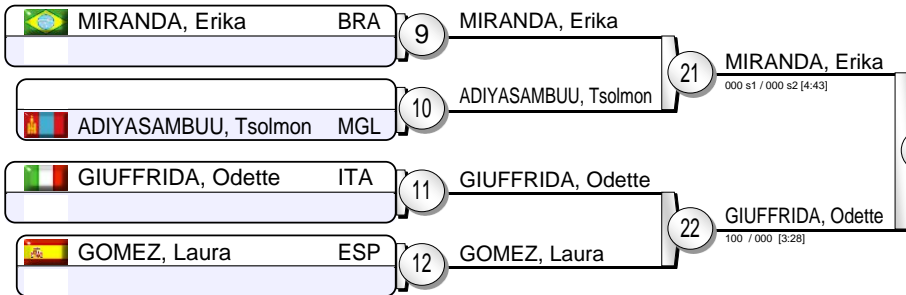 MIRANDA, Erika BRA
9
MIRANDA, Erika
21
MIRANDA, Erika
000 s1 / 000 s2 [4:43]
ADIYASAMBUU, Tsolmon MGL
10
ADIYASAMBUU, Tsolmon
GIUFFRIDA, Odette ITA
11
GIUFFRIDA, Odette
22
GIUFFRIDA, Odette
100 / 000 [3:28]
GOMEZ, Laura ESP
12
GOMEZ, Laura